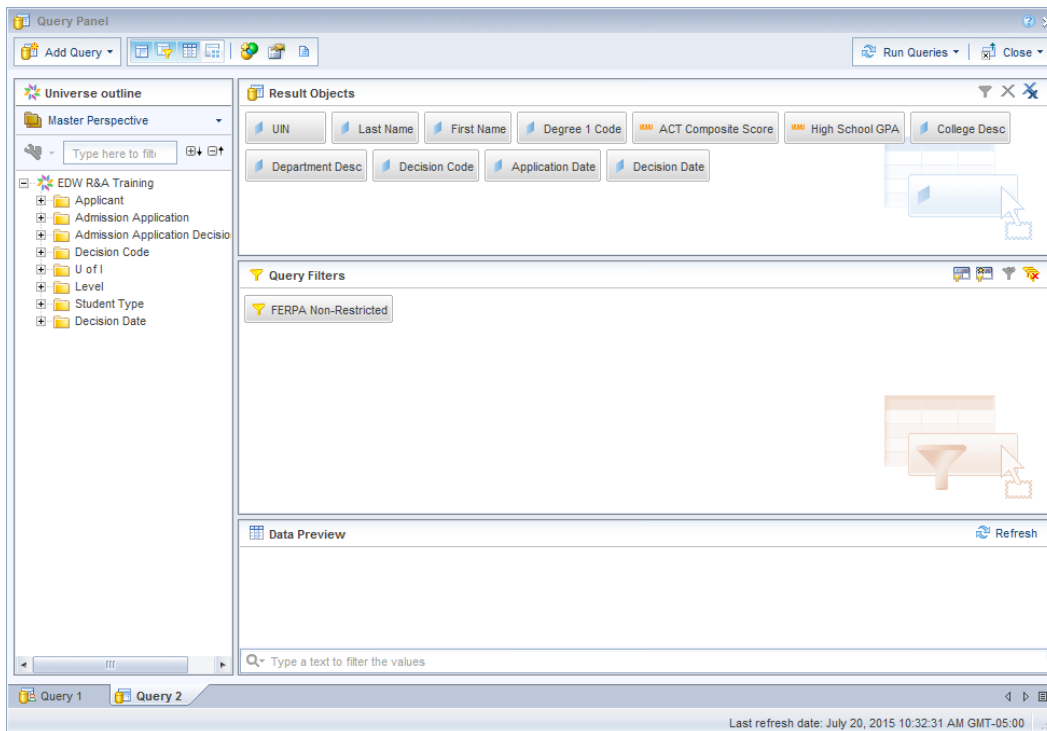 Query Panel
Add Query
Run Queries
Close
Universe outline
Master Perspective
Type here to filt
EDW R&A Training
Applicant
Admission Application
Admission Application Decisio
Decision Code
U of I
Level
Student Type
Decision Date
Result Objects
UIN Last Name First Name Degree 1 Code ACT Composite Score High School GPA College Desc
Department Desc Decision Code Application Date Decision Date
Query Filters
FERPA Non-Restricted
Data Preview
Refresh
Type a text to filter the values
Query 1 Query 2
Last refresh date: July 20, 2015 10:32:31 AM GMT-05:00